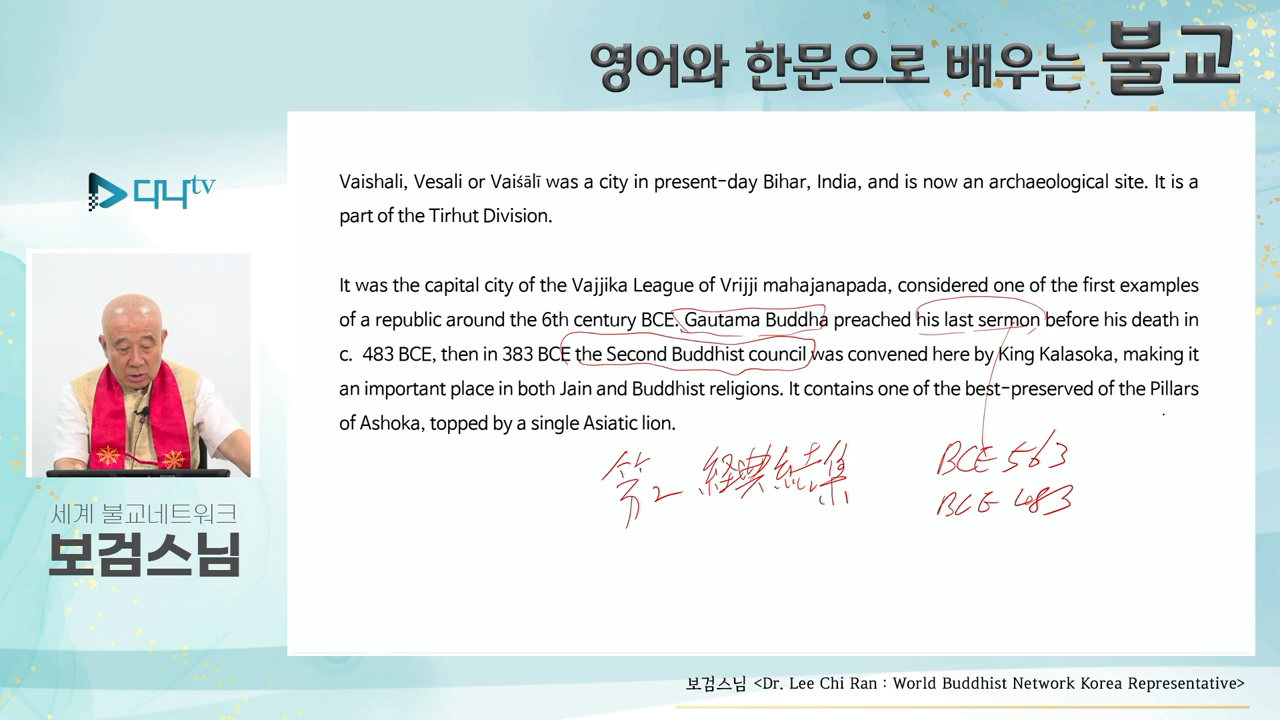 영어와 한문으로 배우는 불교
다나tv
Vaishali, Vesali or Vaiśālī was a city in present-day Bihar, India, and is now an archaeological site. It is a
part of the Tirhut Division.
It was the capital city of the Vajjika League of Vrijji mahajanapada, considered one of the first examples
of a republic around the 6th century BCE. Gautama Buddha preached his last sermon before his death in
c. 483 BCE, then in 383 BCE the Second Buddhist council was convened here by King Kalasoka, making it
an important place in both Jain and Buddhist religions. It contains one of the best-preserved of the Pillars
of Ashoka, topped by a single Asiatic lion.
第2 経典結集
BCE 563
BCE 483
세계 불교네트워크
보검스님
보검스님 <Dr. Lee Chi Ran : World Buddhist Network Korea Representative>